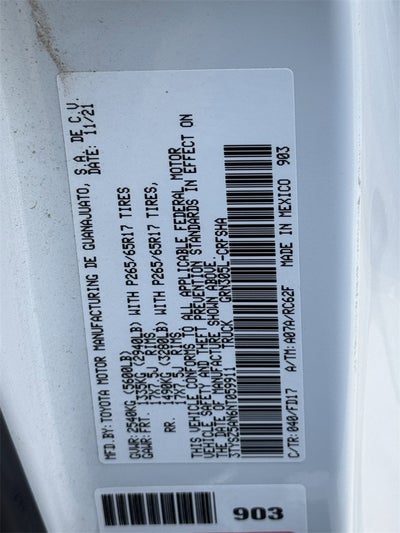 MFD.BY: TOYOTA MOTOR MANUFACTURING DE GUANAJUATO, S.A. DE C.V.
DATE: 11/21
GVWR: 2540KG (5600LB)
GAWR: FRT. 1335KG (2940LB) WITH P265/65R17 TIRES
17X7.5J RIMS
RR. 1490KG (3280LB) WITH P265/65R17 TIRES,
17X7.5J RIMS
THIS VEHICLE CONFORMS TO ALL APPLICABLE FEDERAL MOTOR
VEHICLE SAFETY AND THEFT PREVENTION STANDARDS IN EFFECT ON
THE DATE OF MANUFACTURE SHOWN ABOVE.
3TYSZ5AN6NT059911 TRUCK GRN305L-CRFSHA
C/TR: 040/FD17 A/TM: A07A/RC62F MADE IN MEXICO 903
903